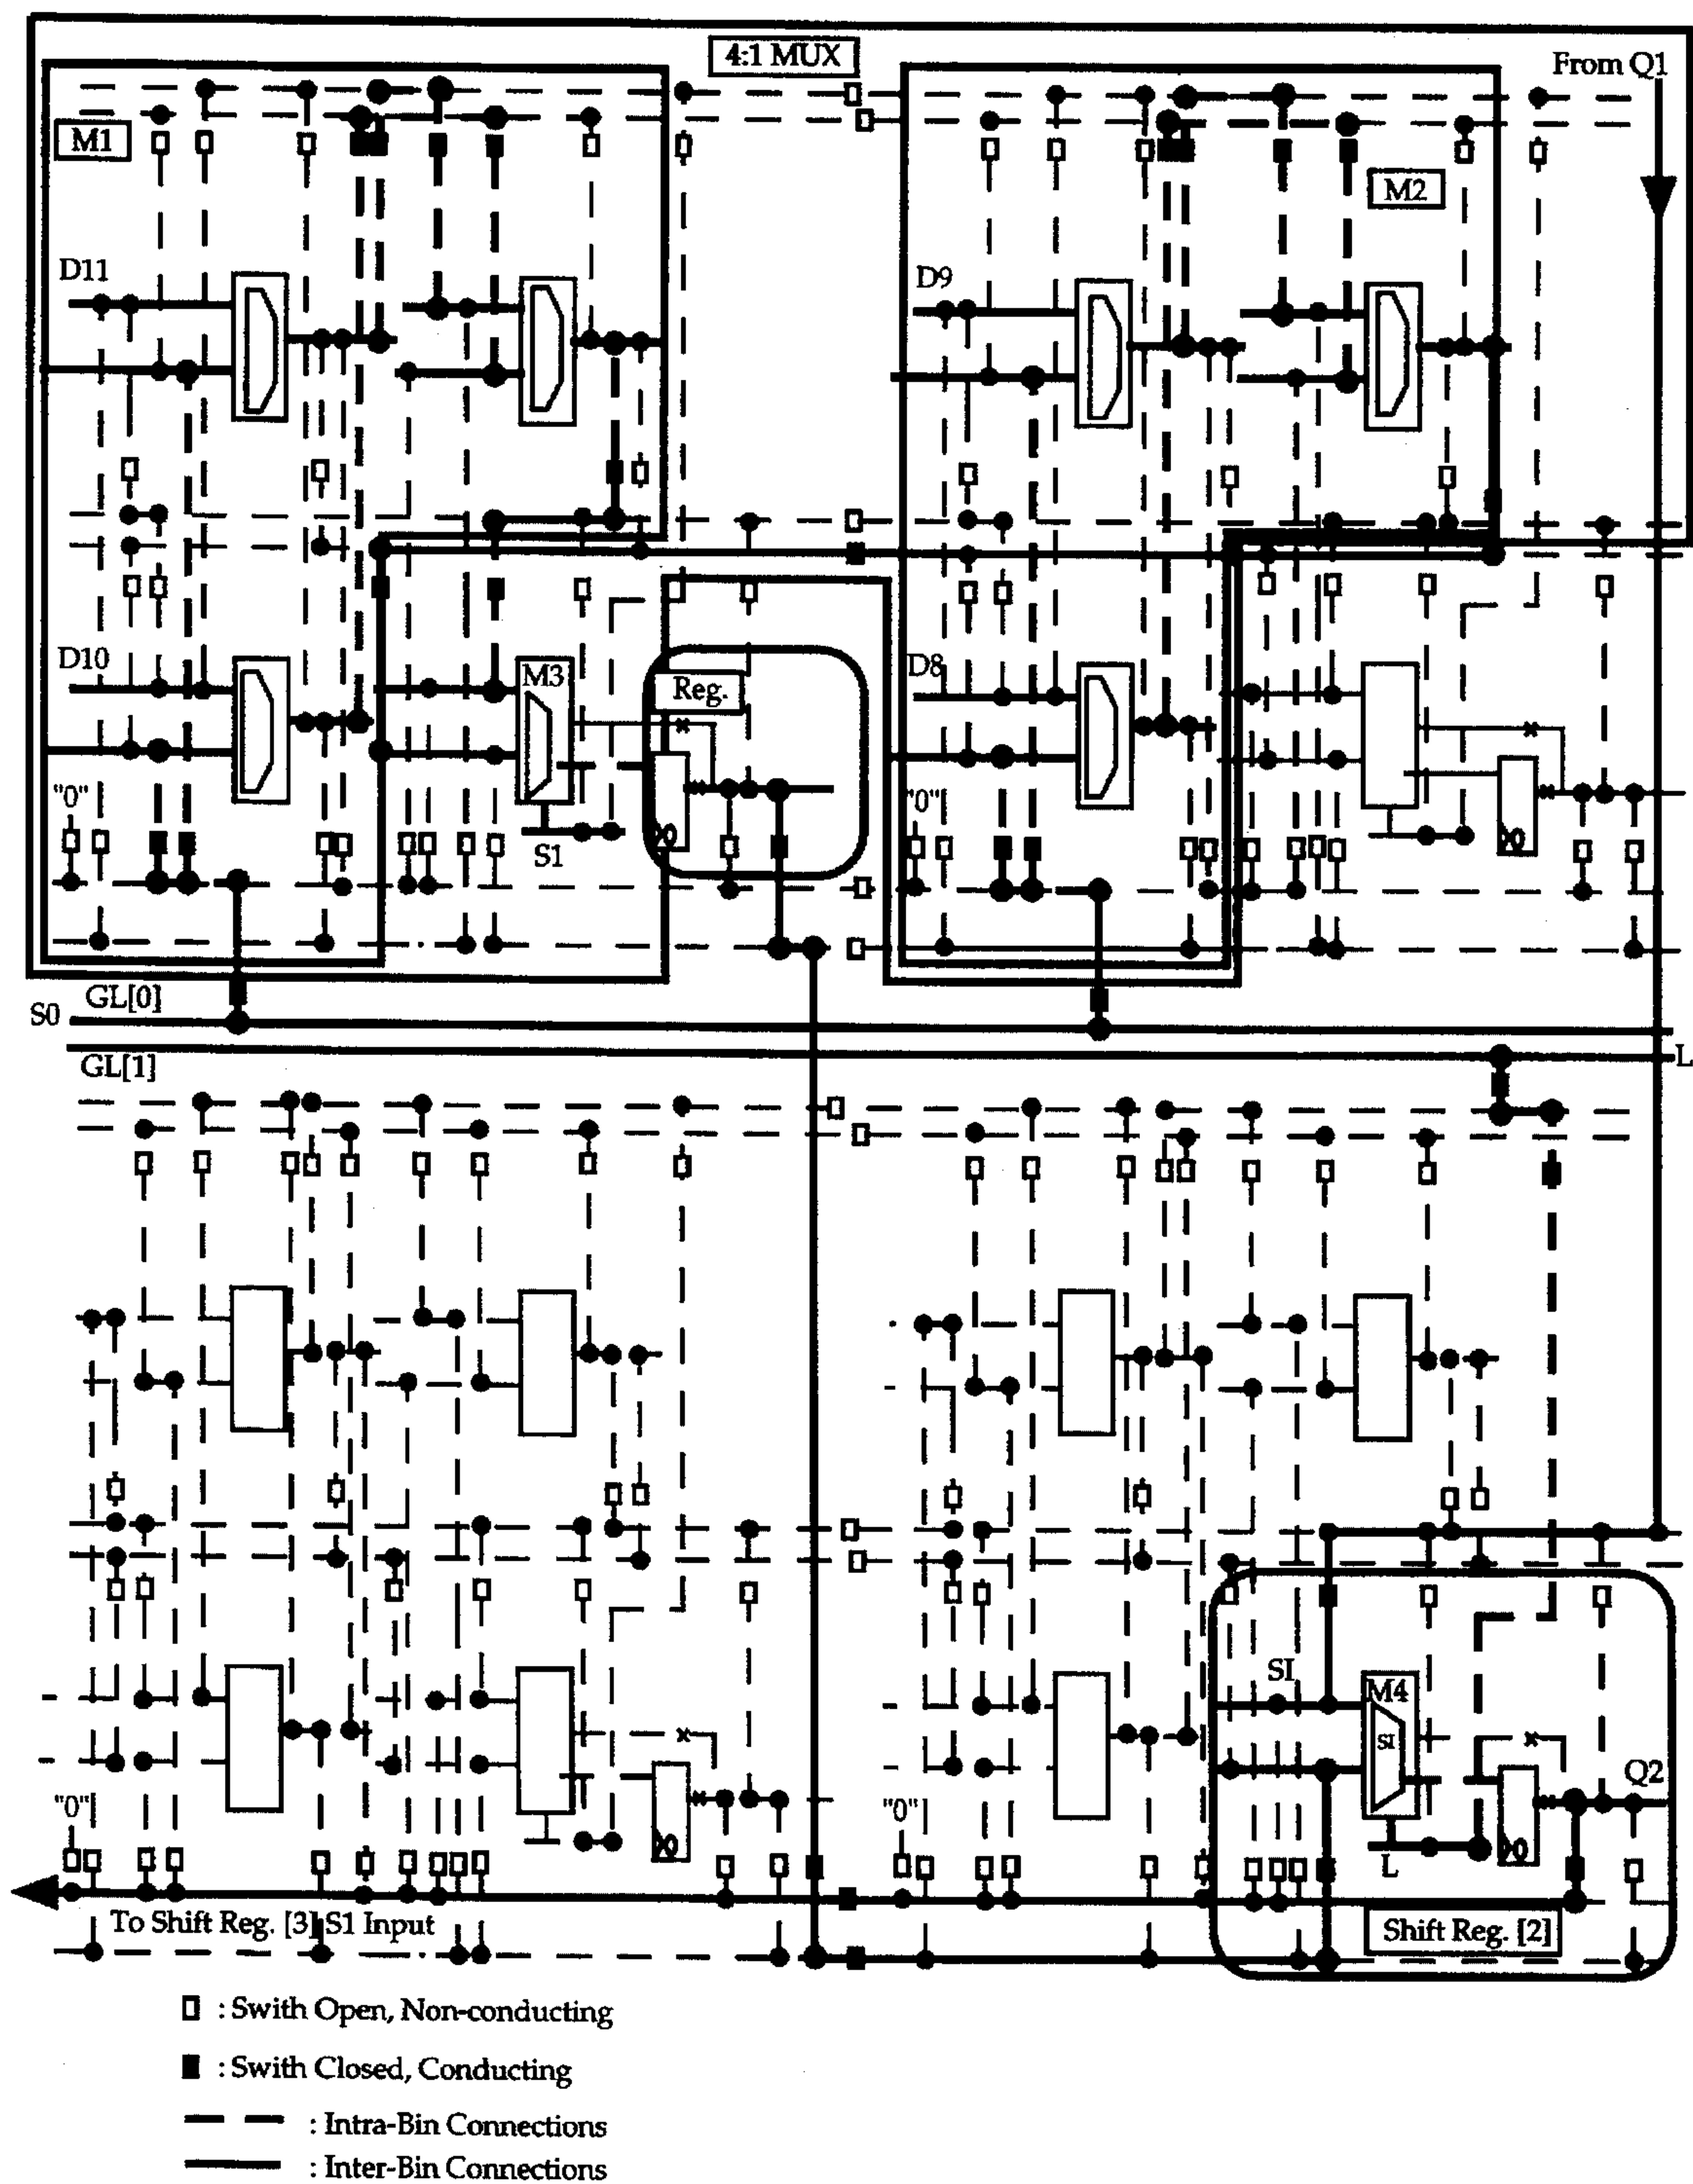 4:1 MUX
From Q1
M1
M2
D11
D9
D10
M3
Reg.
D8
"0"
"0"
S1
GL[0]
S0
GL[1]
L
SI
M4
SI
Q2
"0"
"0"
L
To Shift Reg. [3] S1 Input
Shift Reg. [2]
: Swith Open, Non-conducting
: Swith Closed, Conducting
: Intra-Bin Connections
: Inter-Bin Connections